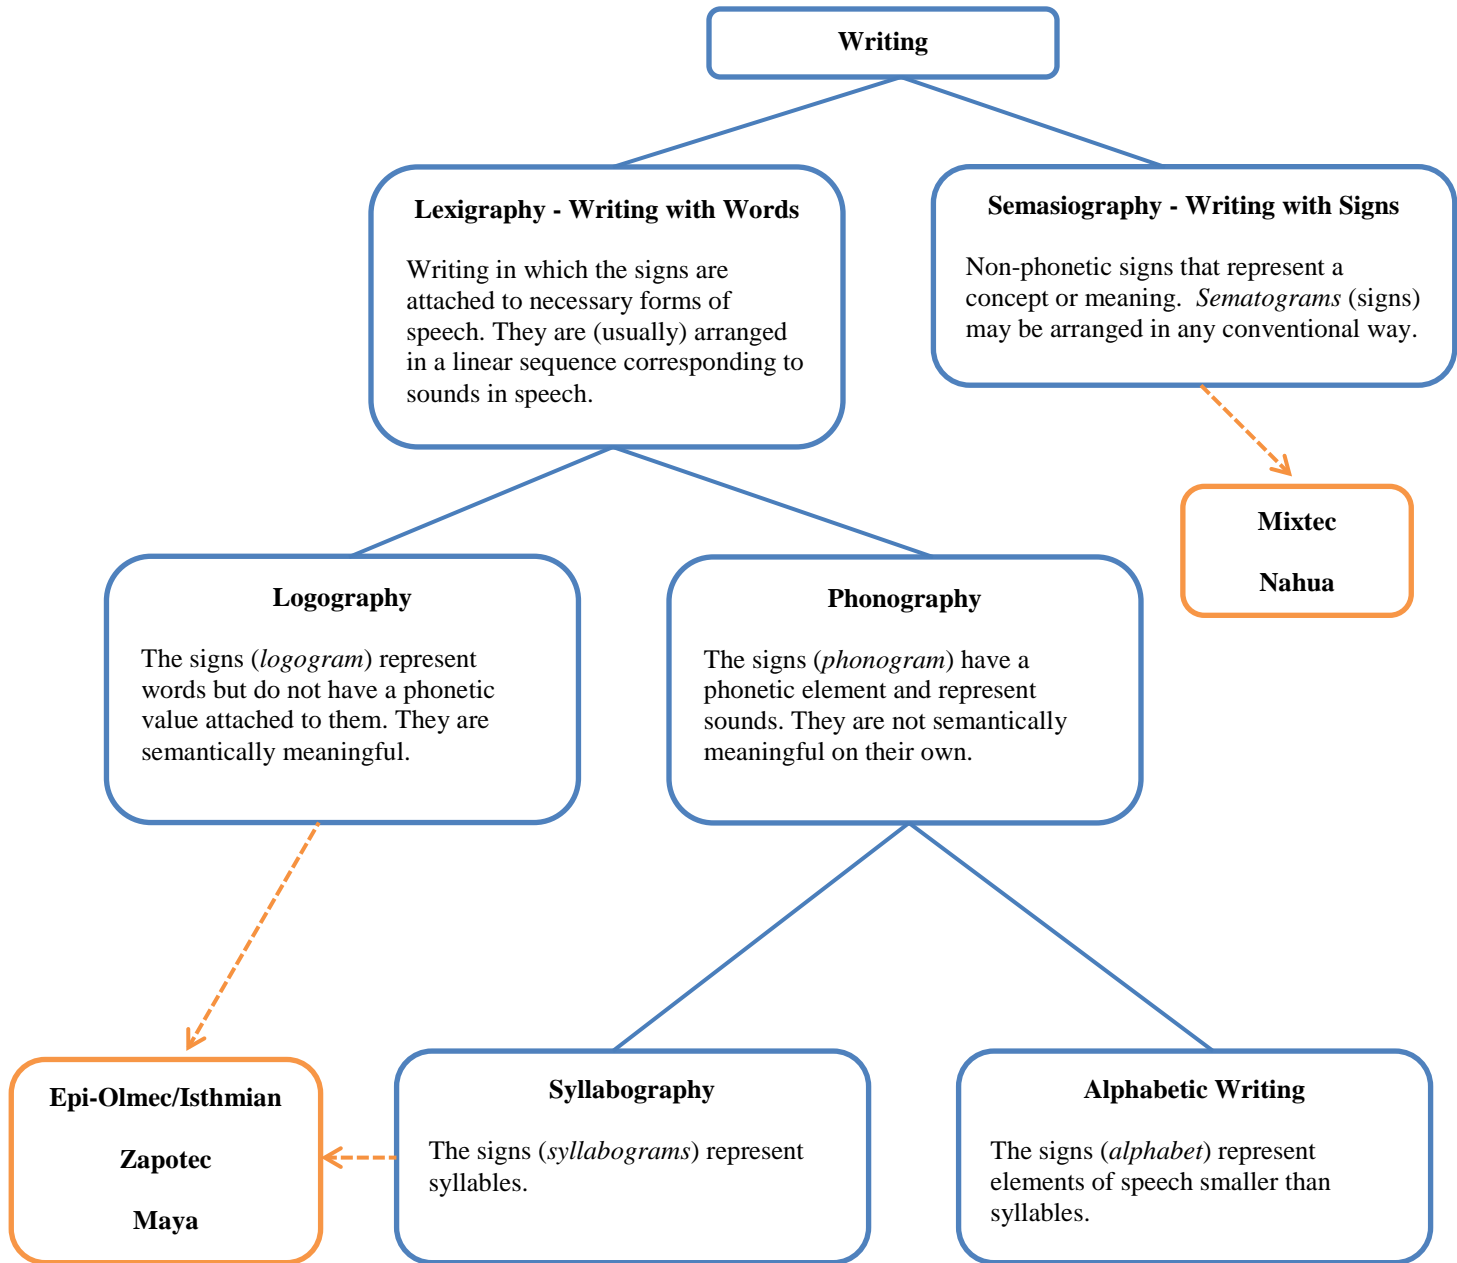 Writing
Lexigraphy - Writing with Words
Writing in which the signs are
attached to necessary forms of
speech. They are (usually) arranged
in a linear sequence corresponding to
sounds in speech.
Semasiography - Writing with Signs
Non-phonetic signs that represent a
concept or meaning.  Sematograms (signs)
may be arranged in any conventional way.
Mixtec
Nahua
Logography
The signs (logogram) represent
words but do not have a phonetic
value attached to them. They are
semantically meaningful.
Phonography
The signs (phonogram) have a
phonetic element and represent
sounds. They are not semantically
meaningful on their own.
Epi-Olmec/Isthmian
Zapotec
Maya
Syllabography
The signs (syllabograms) represent
syllables.
Alphabetic Writing
The signs (alphabet) represent
elements of speech smaller than
syllables.